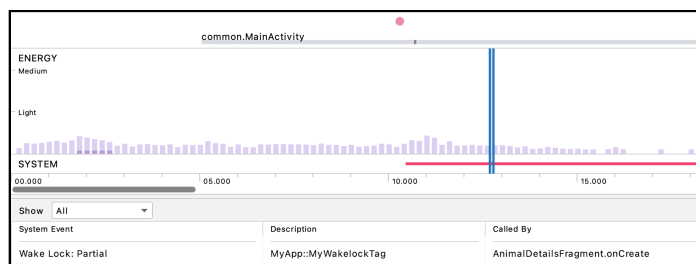 common.MainActivity
ENERGY
Medium
Light
SYSTEM
00.000 05.000 10.000 15.000
Show All
System Event Description Called By
Wake Lock: Partial MyApp::MyWakelockTag AnimalDetailsFragment.onCreate